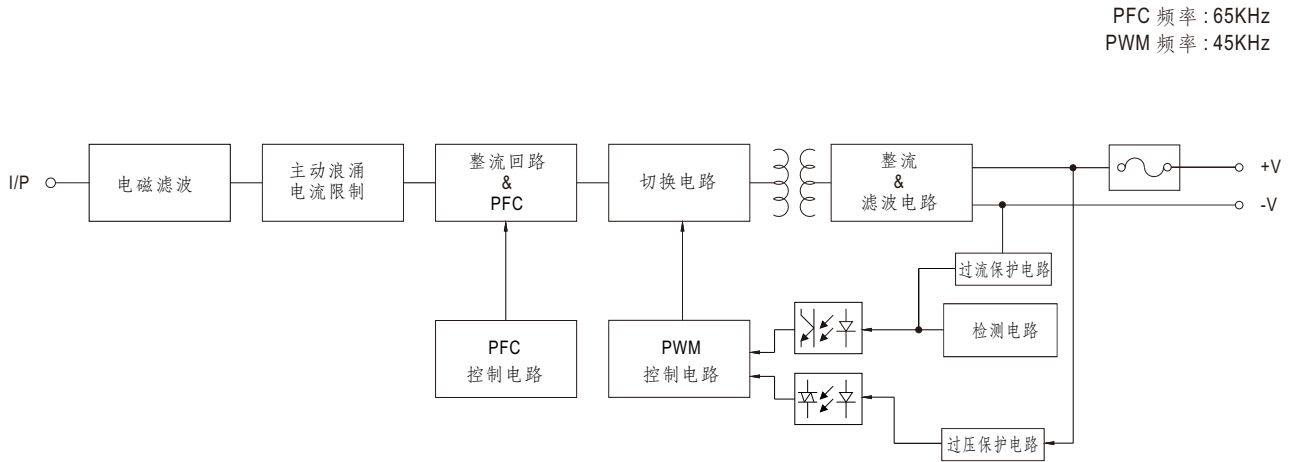 PFC 频率 : 65KHz
PWM 频率 : 45KHz
I/P
电磁滤波
主动浪涌
电流限制
整流回路
&
PFC
切换电路
整流
&
滤波电路
+V
-V
过流保护电路
检测电路
PFC
控制电路
PWM
控制电路
过压保护电路